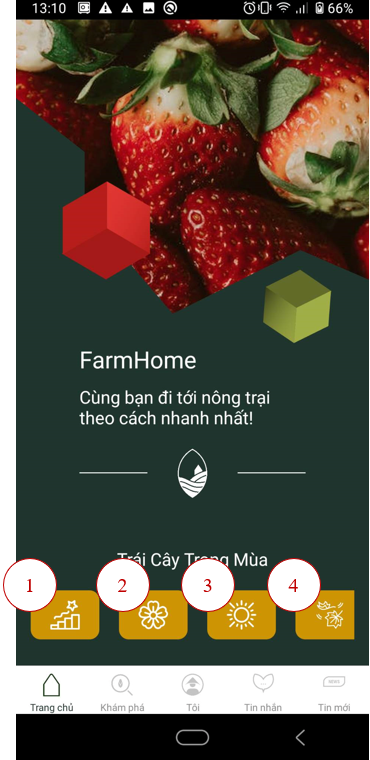 13:10
66%
FarmHome
Cùng bạn đi tới nông trại
theo cách nhanh nhất!
Trái Cây Trong Mùa
1 2 3 4
Trang chủ Khám phá Tôi Tin nhắn Tin mới